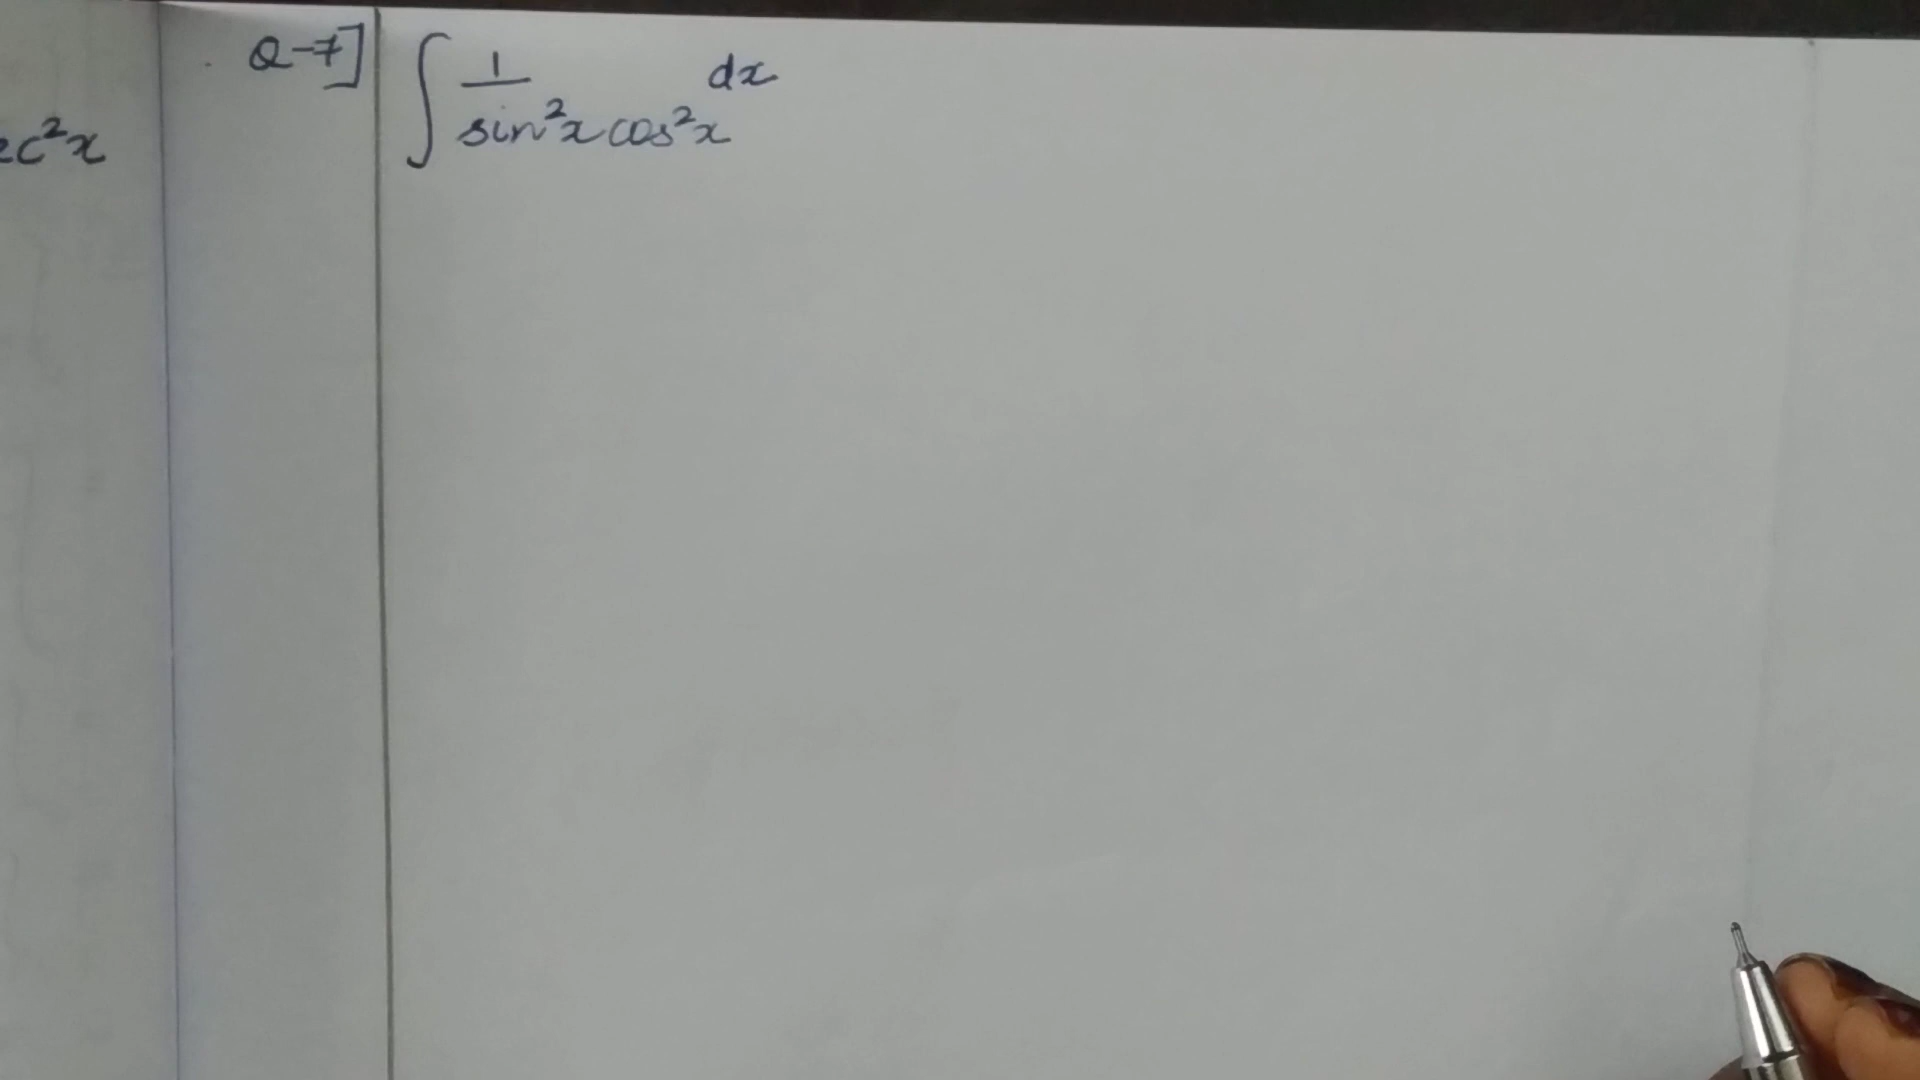 Q-7] ∫ 1/(sin²x cos²x) dx
c²x